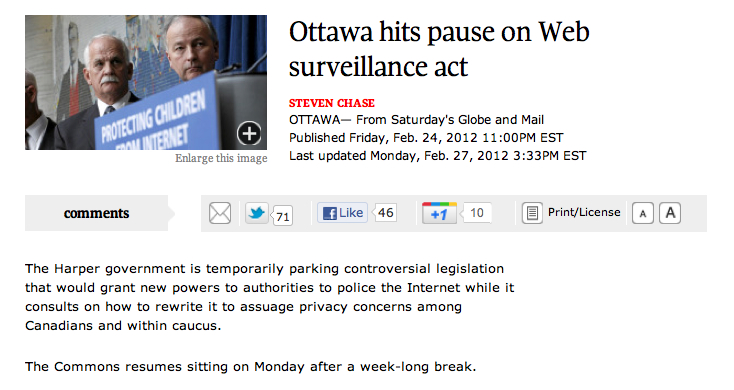 Ottawa hits pause on Web
surveillance act
PROTECTING CHILDREN
FROM INTERNET
Enlarge this image
STEVEN CHASE
OTTAWA— From Saturday's Globe and Mail
Published Friday, Feb. 24, 2012 11:00PM EST
Last updated Monday, Feb. 27, 2012 3:33PM EST
comments
71
Like
46
+1
10
Print/License
A
A
The Harper government is temporarily parking controversial legislation
that would grant new powers to authorities to police the Internet while it
consults on how to rewrite it to assuage privacy concerns among
Canadians and within caucus.
The Commons resumes sitting on Monday after a week-long break.